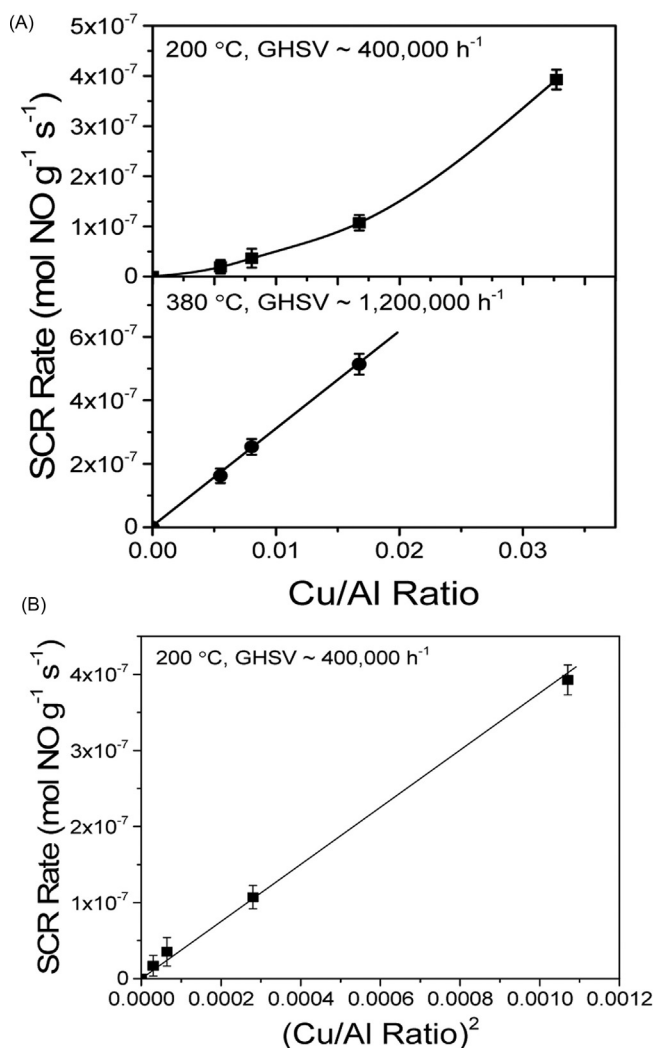 (A)
5x10⁻⁷
200 °C, GHSV ~ 400,000 h⁻¹
4x10⁻⁷
3x10⁻⁷
2x10⁻⁷
1x10⁻⁷
0
380 °C, GHSV ~ 1,200,000 h⁻¹
6x10⁻⁷
4x10⁻⁷
2x10⁻⁷
0
SCR Rate (mol NO g⁻¹ s⁻¹)
0.00 0.01 0.02 0.03
Cu/Al Ratio
(B)
200 °C, GHSV ~ 400,000 h⁻¹
4x10⁻⁷
3x10⁻⁷
2x10⁻⁷
1x10⁻⁷
0
SCR Rate (mol NO g⁻¹ s⁻¹)
0.0000 0.0002 0.0004 0.0006 0.0008 0.0010 0.0012
(Cu/Al Ratio)²